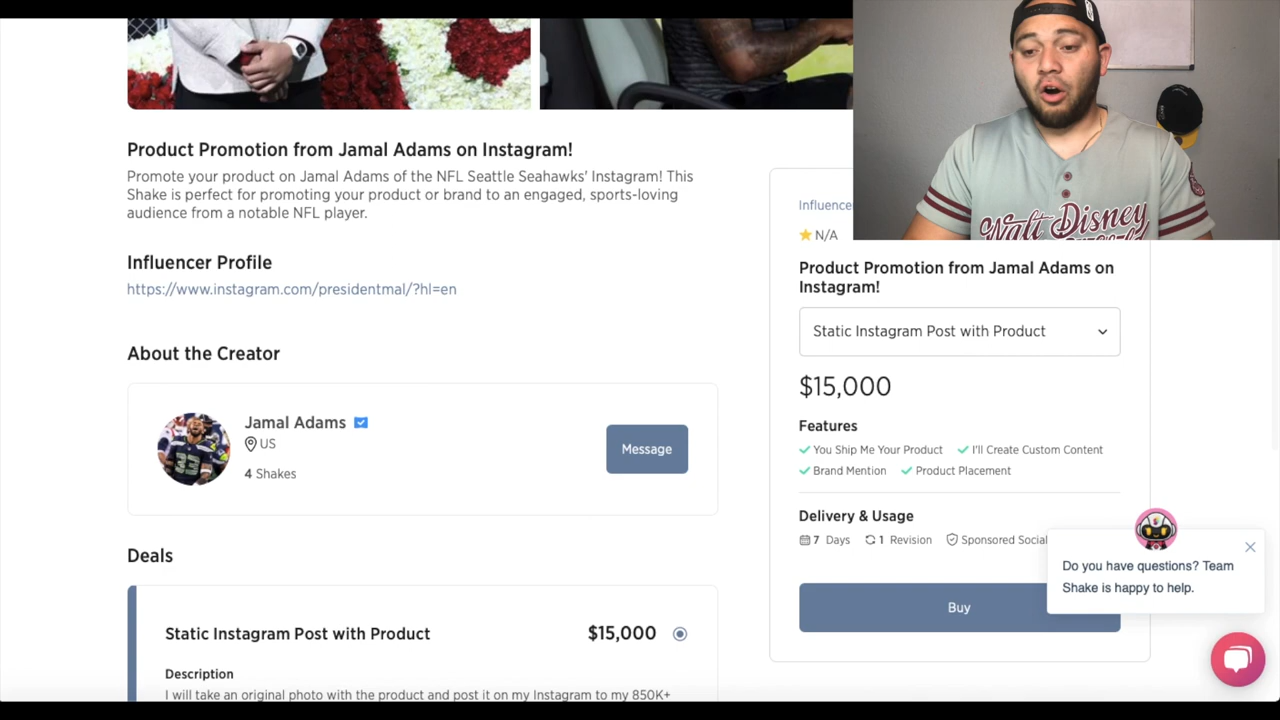 Product Promotion from Jamal Adams on Instagram!
Promote your product on Jamal Adams of the NFL Seattle Seahawks' Instagram! This
Shake is perfect for promoting your product or brand to an engaged, sports-loving
audience from a notable NFL player.
Influencer Profile
https://www.instagram.com/presidentmal/?hl=en
About the Creator
Jamal Adams
US
4 Shakes
Message
Deals
Static Instagram Post with Product
$15,000
Description
I will take an original photo with the product and post it on my Instagram to my 850K+
Influence
N/A
Product Promotion from Jamal Adams on
Instagram!
Static Instagram Post with Product
$15,000
Features
You Ship Me Your Product
I'll Create Custom Content
Brand Mention
Product Placement
Delivery & Usage
7 Days
1 Revision
Sponsored Social
Buy
Do you have questions? Team
Shake is happy to help.
Walt Disney
33